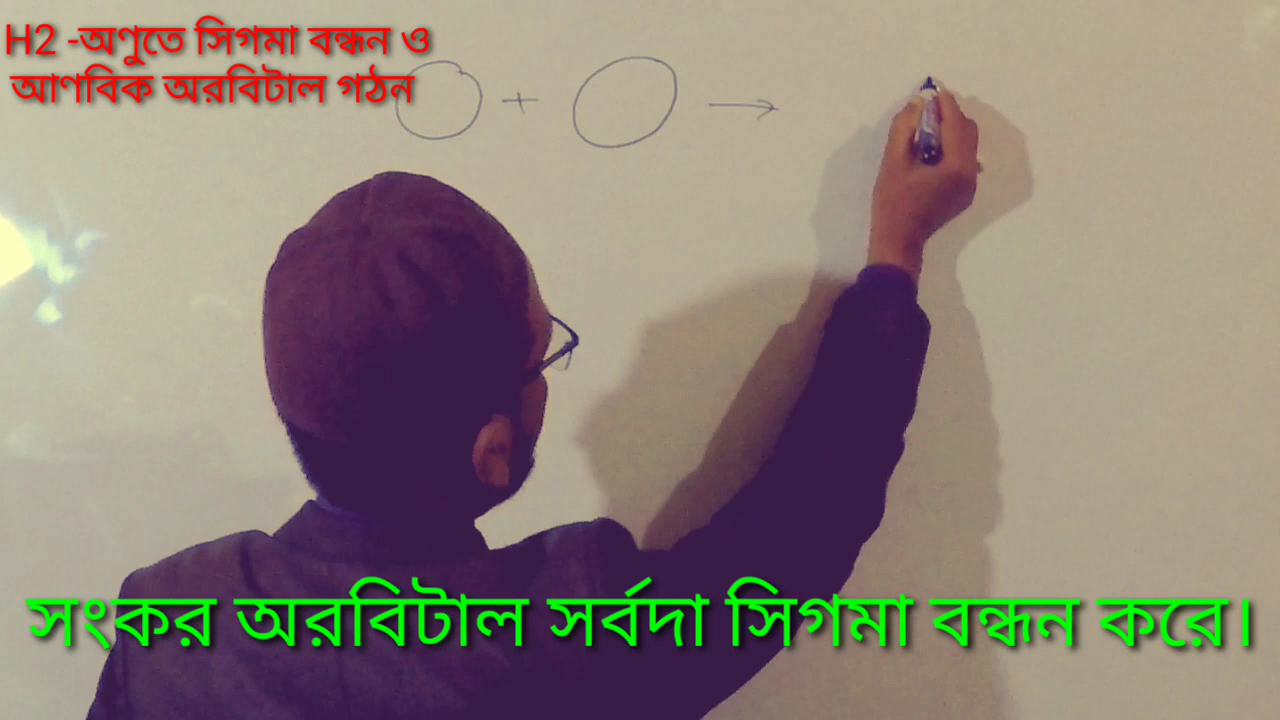 H2 -অণুতে সিগমা বন্ধন ও
আণবিক অরবিটাল গঠন
+ →
সংকর অরবিটাল সর্বদা সিগমা বন্ধন করে।